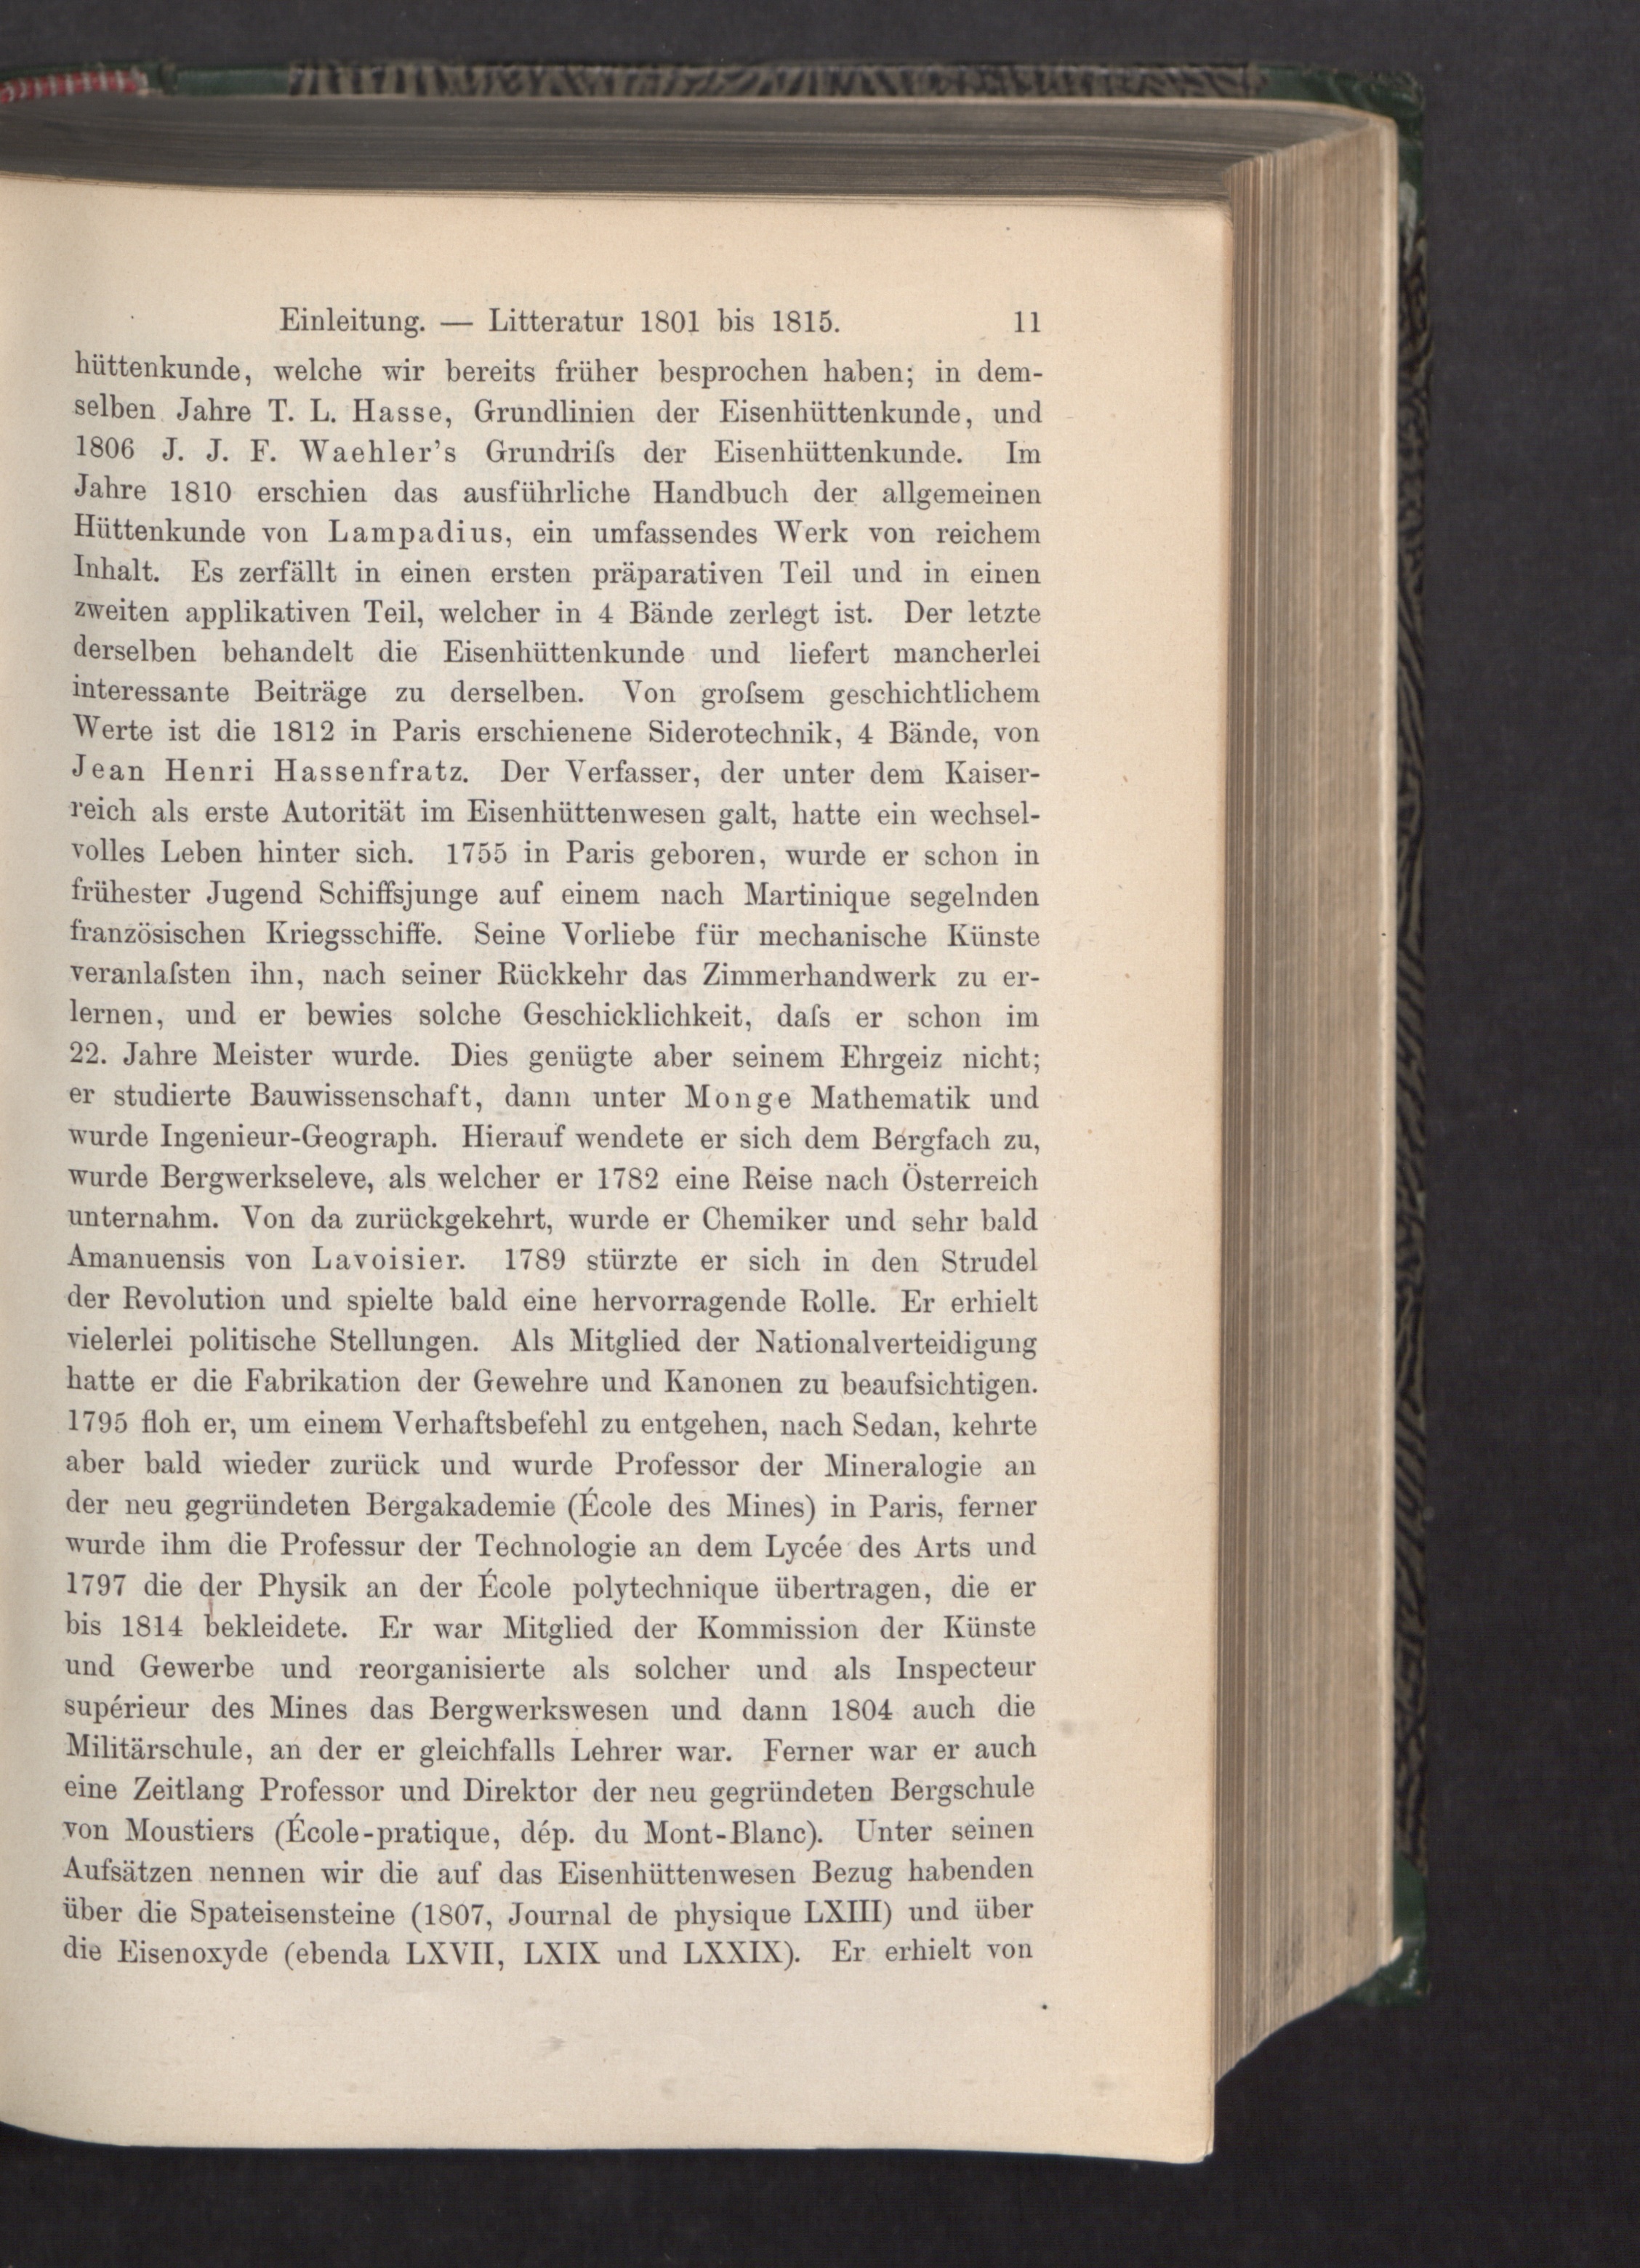 Einleitung. — Litteratur 1801 bis 1815. 11
hüttenkunde, welche wir bereits früher besprochen haben; in dem-
selben Jahre T. L. Hasse, Grundlinien der Eisenhüttenkunde, und
1806 J. J. F. Waehler's Grundriſs der Eisenhüttenkunde. Im
Jahre 1810 erschien das ausführliche Handbuch der allgemeinen
Hüttenkunde von Lampadius, ein umfassendes Werk von reichem
Inhalt. Es zerfällt in einen ersten präparativen Teil und in einen
zweiten applikativen Teil, welcher in 4 Bände zerlegt ist. Der letzte
derselben behandelt die Eisenhüttenkunde und liefert mancherlei
interessante Beiträge zu derselben. Von groſsem geschichtlichem
Werte ist die 1812 in Paris erschienene Siderotechnik, 4 Bände, von
Jean Henri Hassenfratz. Der Verfasser, der unter dem Kaiser-
reich als erste Autorität im Eisenhüttenwesen galt, hatte ein wechsel-
volles Leben hinter sich. 1755 in Paris geboren, wurde er schon in
frühester Jugend Schiffsjunge auf einem nach Martinique segelnden
französischen Kriegsschiffe. Seine Vorliebe für mechanische Künste
veranlaſsten ihn, nach seiner Rückkehr das Zimmerhandwerk zu er-
lernen, und er bewies solche Geschicklichkeit, daſs er schon im
22. Jahre Meister wurde. Dies genügte aber seinem Ehrgeiz nicht;
er studierte Bauwissenschaft, dann unter Monge Mathematik und
wurde Ingenieur-Geograph. Hierauf wendete er sich dem Bergfach zu,
wurde Bergwerkseleve, als welcher er 1782 eine Reise nach Österreich
unternahm. Von da zurückgekehrt, wurde er Chemiker und sehr bald
Amanuensis von Lavoisier. 1789 stürzte er sich in den Strudel
der Revolution und spielte bald eine hervorragende Rolle. Er erhielt
vielerlei politische Stellungen. Als Mitglied der Nationalverteidigung
hatte er die Fabrikation der Gewehre und Kanonen zu beaufsichtigen.
1795 floh er, um einem Verhaftsbefehl zu entgehen, nach Sedan, kehrte
aber bald wieder zurück und wurde Professor der Mineralogie an
der neu gegründeten Bergakademie (École des Mines) in Paris, ferner
wurde ihm die Professur der Technologie an dem Lycée des Arts und
1797 die der Physik an der École polytechnique übertragen, die er
bis 1814 bekleidete. Er war Mitglied der Kommission der Künste
und Gewerbe und reorganisierte als solcher und als Inspecteur
supérieur des Mines das Bergwerkswesen und dann 1804 auch die
Militärschule, an der er gleichfalls Lehrer war. Ferner war er auch
eine Zeitlang Professor und Direktor der neu gegründeten Bergschule
von Moustiers (École-pratique, dép. du Mont-Blanc). Unter seinen
Aufsätzen nennen wir die auf das Eisenhüttenwesen Bezug habenden
über die Spateisensteine (1807, Journal de physique LXIII) und über
die Eisenoxyde (ebenda LXVII, LXIX und LXXIX). Er erhielt von